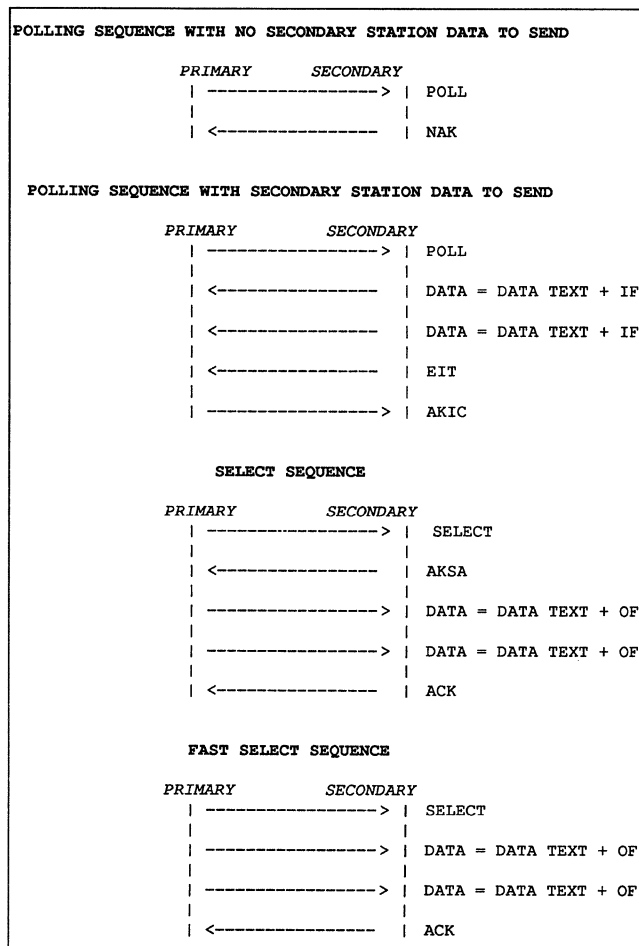 POLLING SEQUENCE WITH NO SECONDARY STATION DATA TO SEND
PRIMARY SECONDARY
| -----------------> | POLL
| |
| <---------------- | NAK
POLLING SEQUENCE WITH SECONDARY STATION DATA TO SEND
PRIMARY SECONDARY
| -----------------> | POLL
| |
| <---------------- | DATA = DATA TEXT + IF
| |
| <---------------- | DATA = DATA TEXT + IF
| |
| <---------------- | EIT
| |
| -----------------> | AKIC
SELECT SEQUENCE
PRIMARY SECONDARY
| -----------------> | SELECT
| |
| <---------------- | AKSA
| |
| -----------------> | DATA = DATA TEXT + OF
| |
| -----------------> | DATA = DATA TEXT + OF
| |
| <---------------- | ACK
FAST SELECT SEQUENCE
PRIMARY SECONDARY
| -----------------> | SELECT
| |
| -----------------> | DATA = DATA TEXT + OF
| |
| -----------------> | DATA = DATA TEXT + OF
| |
| <---------------- | ACK